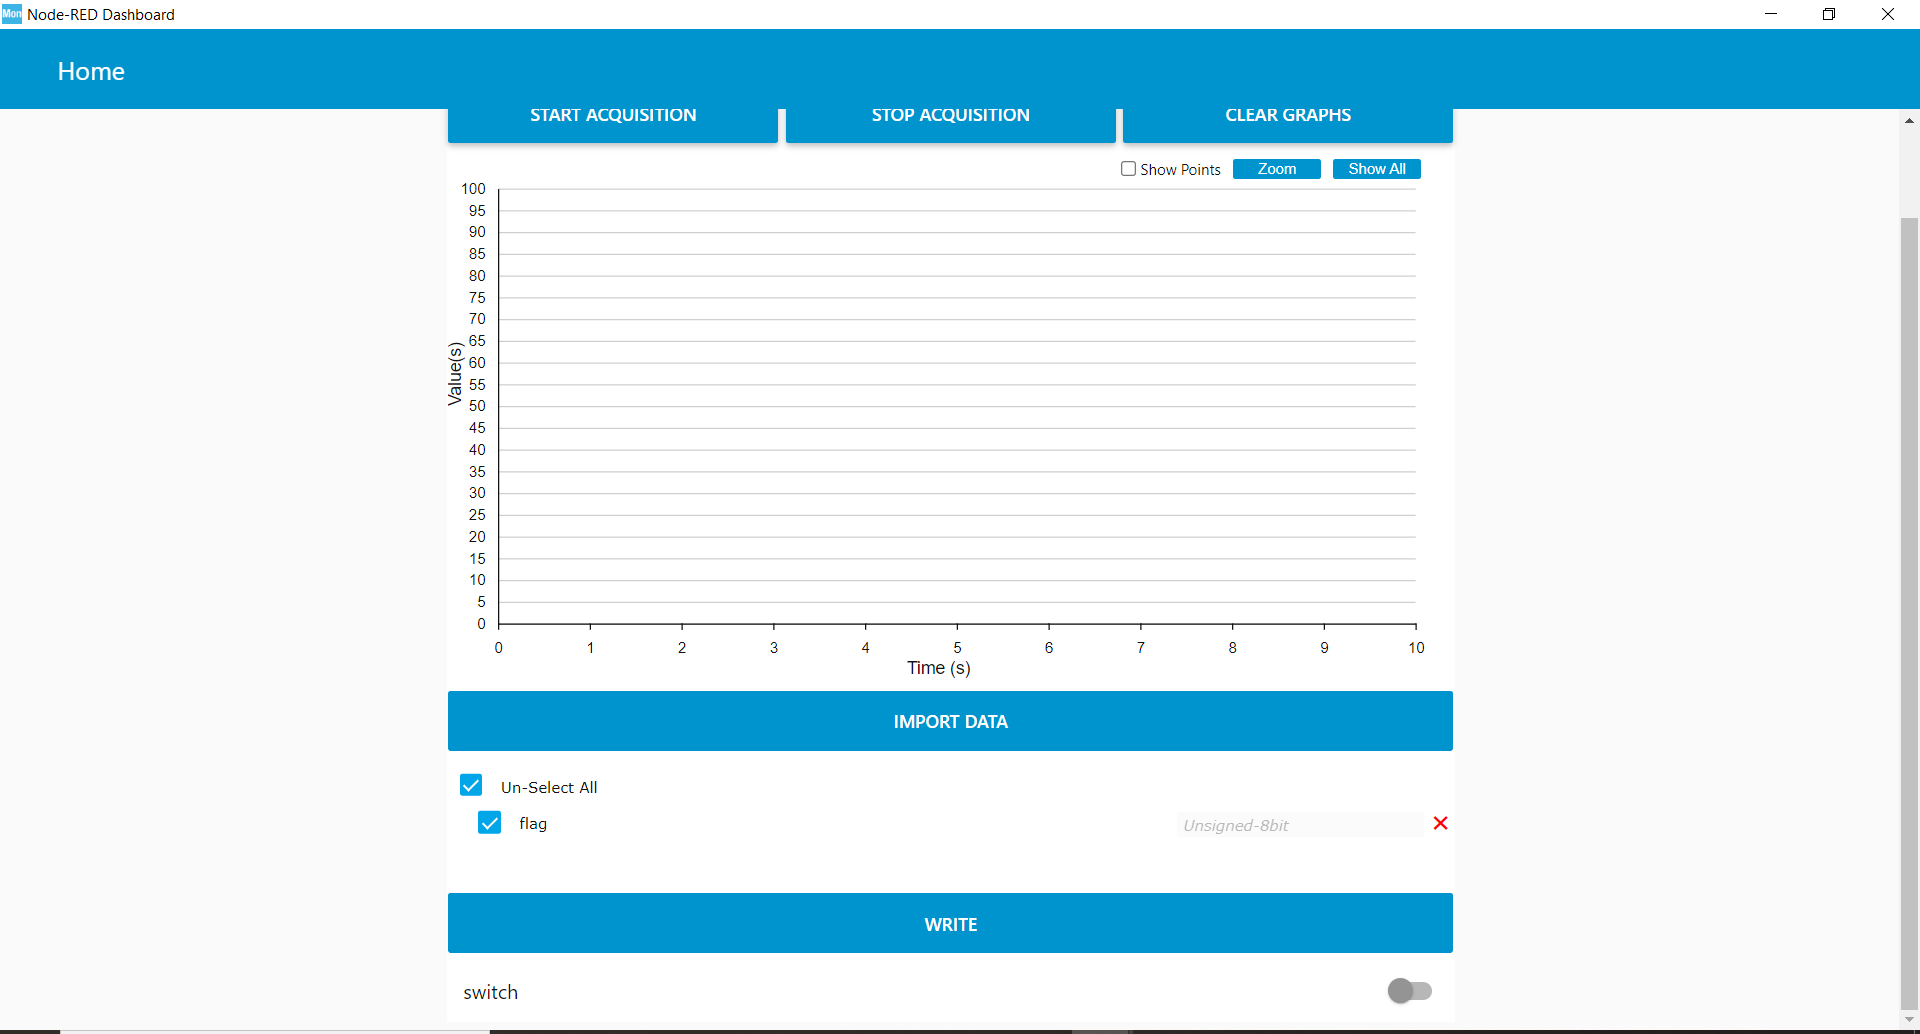 Mon Node-RED Dashboard
Home
START ACQUISITION STOP ACQUISITION CLEAR GRAPHS
Show Points Zoom Show All
100
95
90
85
80
75
70
65
60
55
50
45
40
35
30
25
20
15
10
5
0
Value(s)
0 1 2 3 4 5 6 7 8 9 10
Time (s)
IMPORT DATA
Un-Select All
flag Unsigned-8bit
WRITE
switch